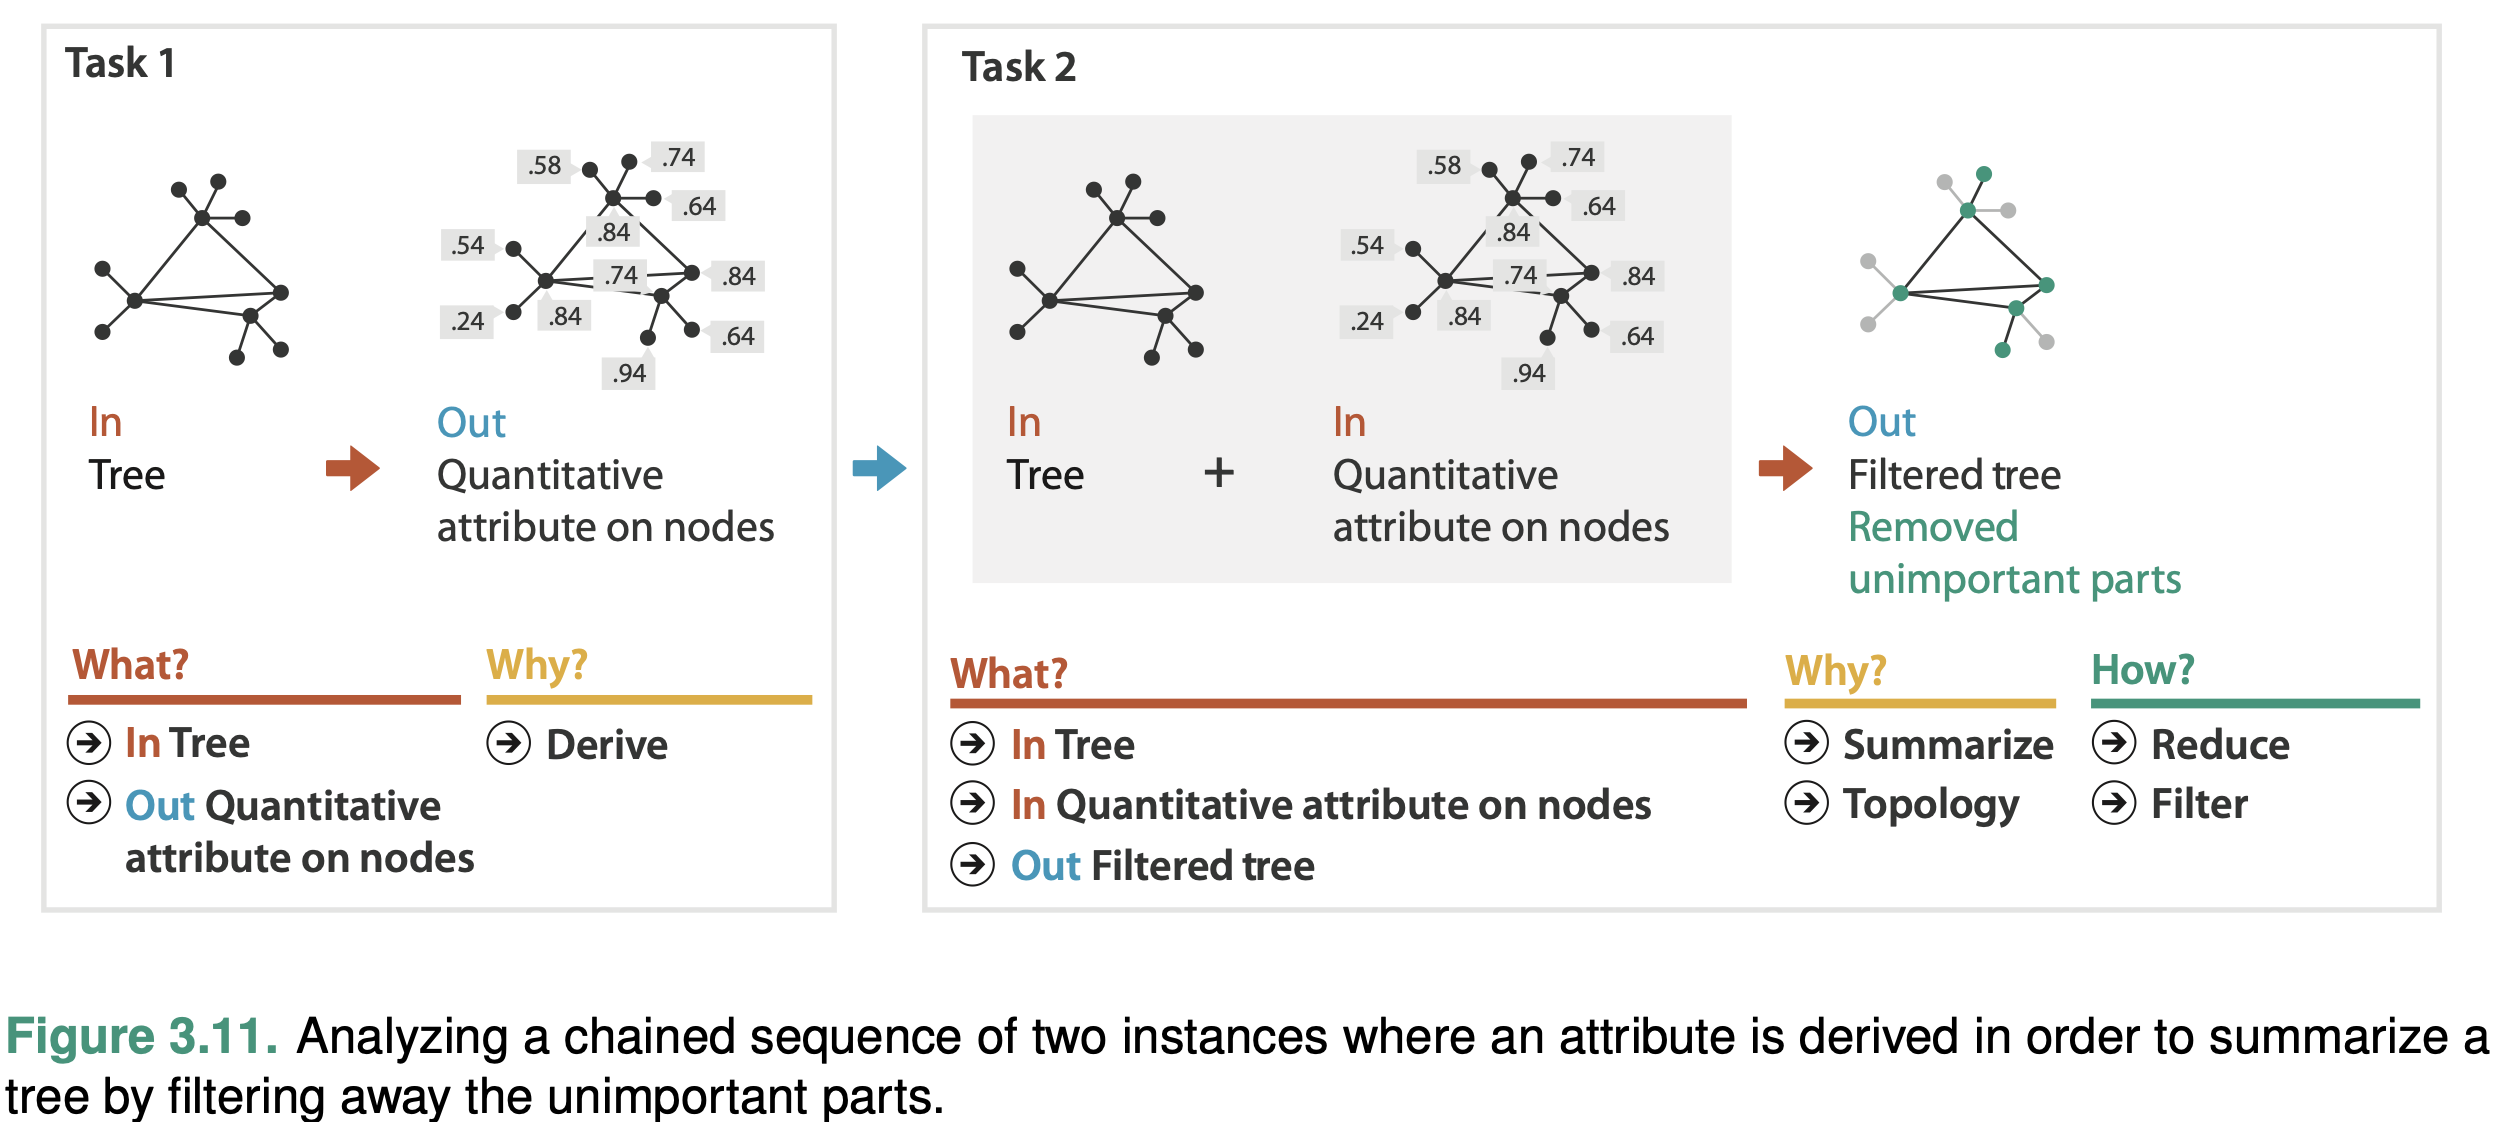 Task 1
.58
.74
.64
.84
.54
.74
.84
.24
.84
.64
.94
In
Tree
Out
Quantitative
attribute on nodes
What?
In Tree
Out Quantitative
attribute on nodes
Why?
Derive
Task 2
.58
.74
.64
.84
.54
.74
.84
.24
.84
.64
.94
In
Tree
+
In
Quantitative
attribute on nodes
Out
Filtered tree
Removed
unimportant parts
What?
In Tree
In Quantitative attribute on nodes
Out Filtered tree
Why?
Summarize
Topology
How?
Reduce
Filter
Figure 3.11. Analyzing a chained sequence of two instances where an attribute is derived in order to summarize a
tree by filtering away the unimportant parts.